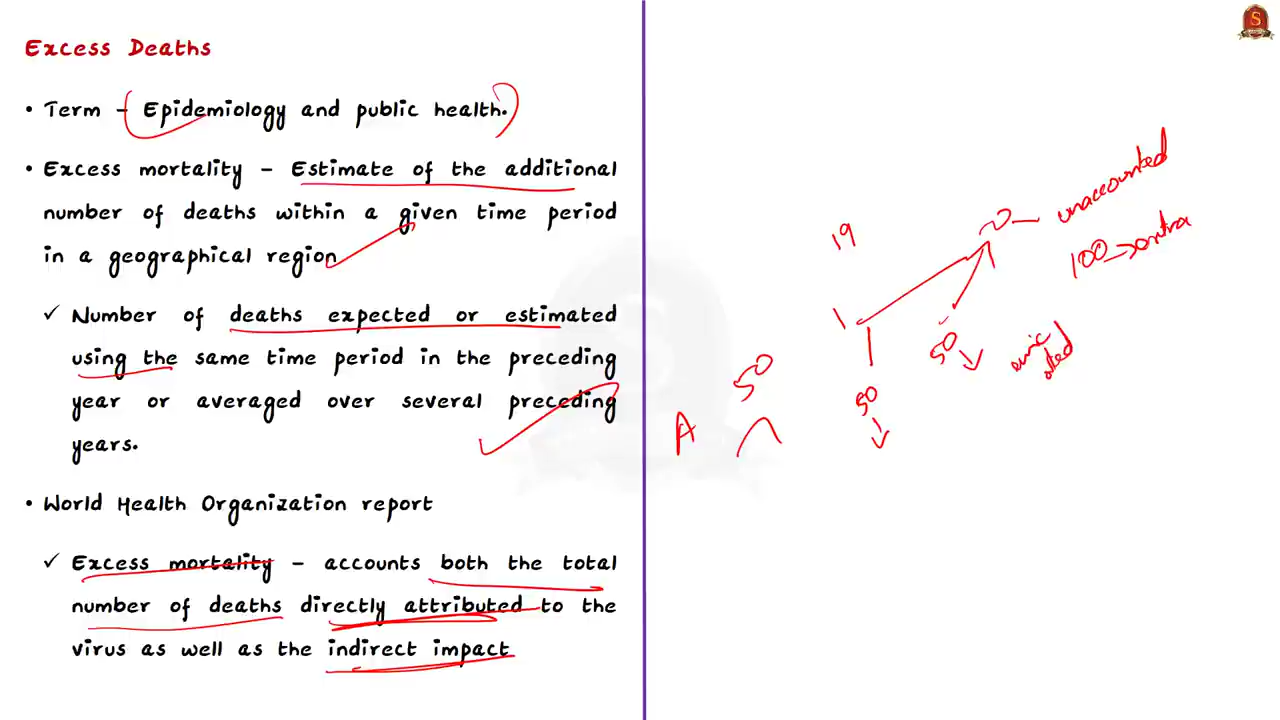 Excess Deaths
• Term – Epidemiology and public health.
• Excess mortality – Estimate of the additional
number of deaths within a given time period
in a geographical region
✓ Number of deaths expected or estimated
using the same time period in the preceding
year or averaged over several preceding
years.
• World Health Organization report
✓ Excess mortality – accounts both the total
number of deaths directly attributed to the
virus as well as the indirect impact
unaccounted
19
20
100 → extra
1
50
50
50
A
S